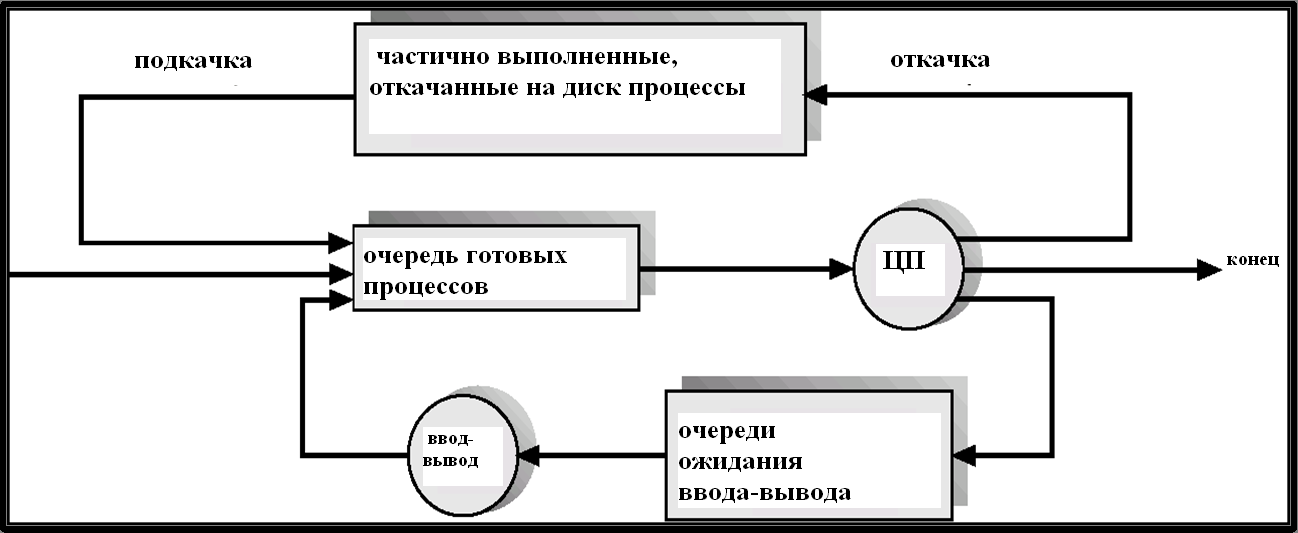 подкачка
частично выполненные,
откачанные на диск процессы
откачка
очередь готовых
процессов
ЦП
конец
ввод-
вывод
очереди
ожидания
ввода-вывода